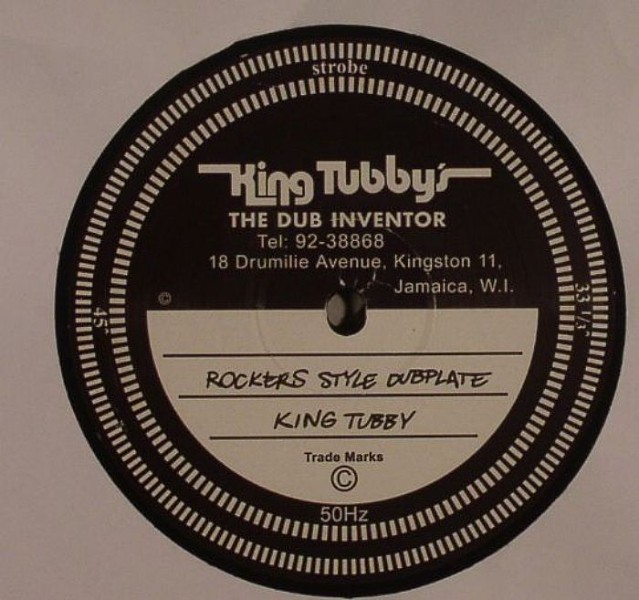 strobe
King Tubby's
THE DUB INVENTOR
Tel: 92-38868
18 Drumilie Avenue, Kingston 11,
Jamaica, W.I.
©
45"
33 1/3"
ROCKERS STYLE DUBPLATE
KING TUBBY
Trade Marks
©
50Hz